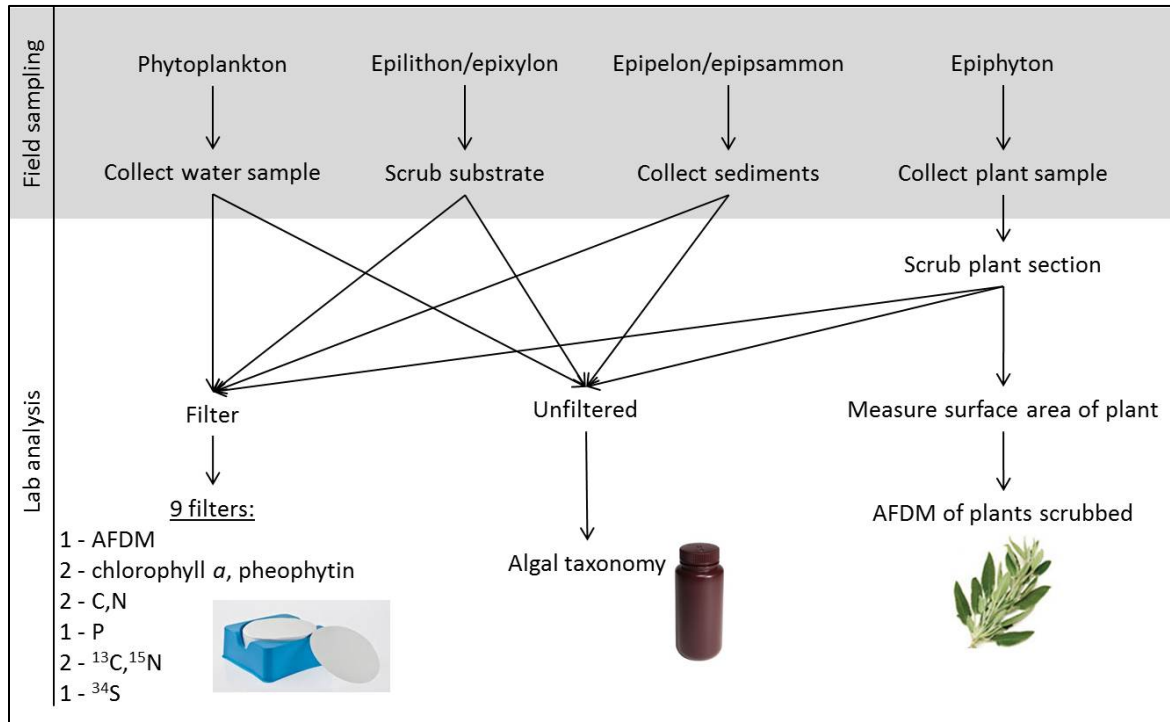 Field sampling
Phytoplankton
Epilithon/epixylon
Epipelon/epipsammon
Epiphyton
Collect water sample
Scrub substrate
Collect sediments
Collect plant sample
Lab analysis
Scrub plant section
Filter
Unfiltered
Measure surface area of plant
9 filters:
1 - AFDM
2 - chlorophyll a, pheophytin
2 - C,N
1 - P
2 - ¹³C,¹⁵N
1 - ³⁴S
Algal taxonomy
AFDM of plants scrubbed